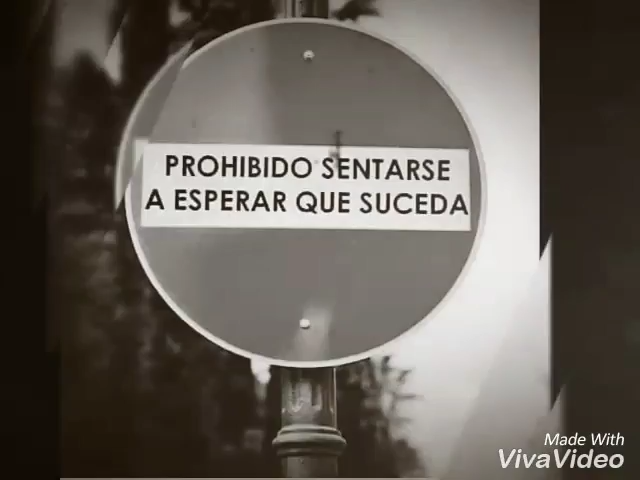 PROHIBIDO SENTARSE
A ESPERAR QUE SUCEDA
Made With
VivaVideo